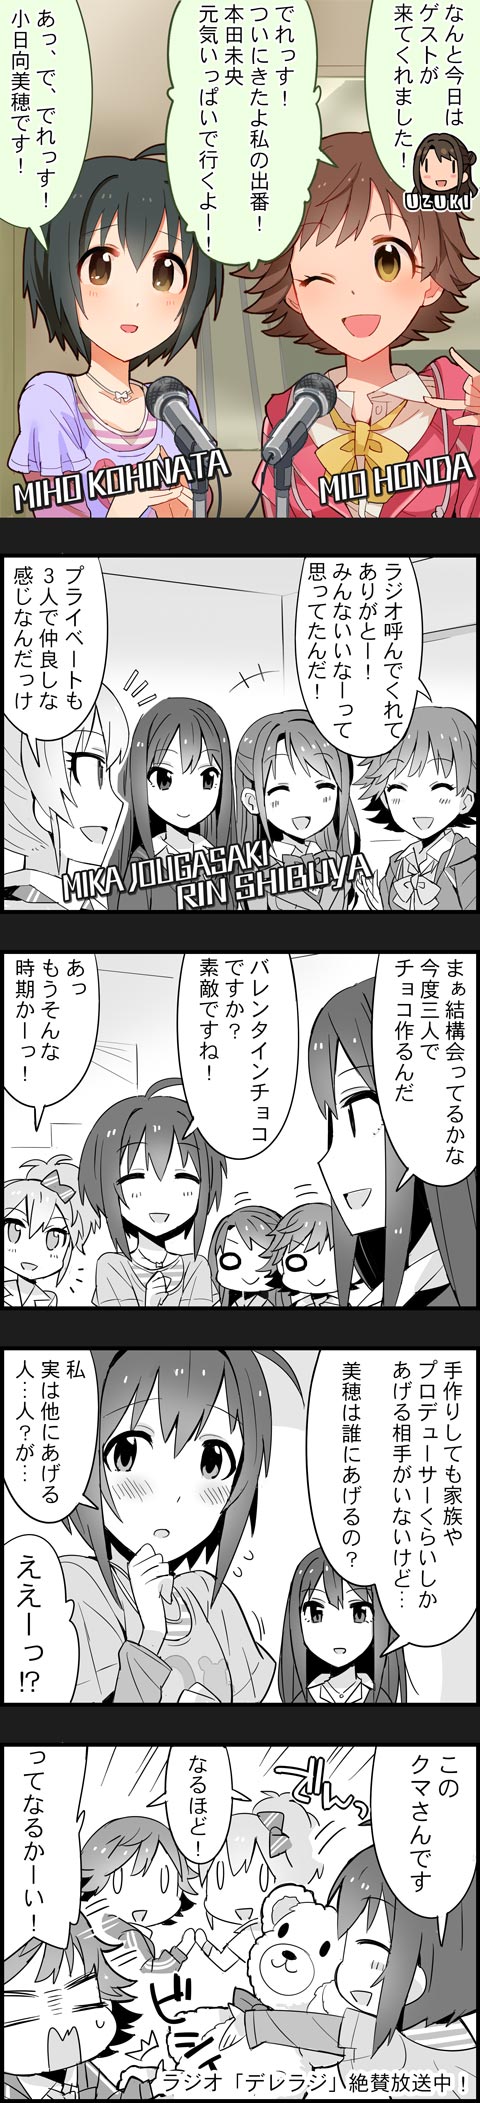 なんと今日は
ゲストが
来てくれました！
UZUKI
でれっす！
ついにきたよ私の出番！
本田未央
元気いっぱいで行くよー！
あっ、で、でれっす！
小日向美穂です！
MIHO KOHINATA
MIO HONDA
ラジオ呼んでくれて
ありがとー！
みんないいなーって
思ってたんだ！
プライベートも
３人で仲良しな
感じなんだっけ
MIKA JOUGASAKI
RIN SHIBUYA
まぁ結構会ってるかな
今度三人で
チョコ作るんだ
バレンタインチョコ
ですか？
素敵ですね！
あっ
もうそんな
時期かーっ！
手作りしても家族や
プロデューサーくらいしか
あげる相手がいないけど…
美穂は誰にあげるの？
私
実は他にあげる
人…人？が…
ええーっ!?
この
クマさんです
でんっ
なるほど！
ってなるかーい！
ビシ
ラジオ「デレラジ」絶賛放送中！